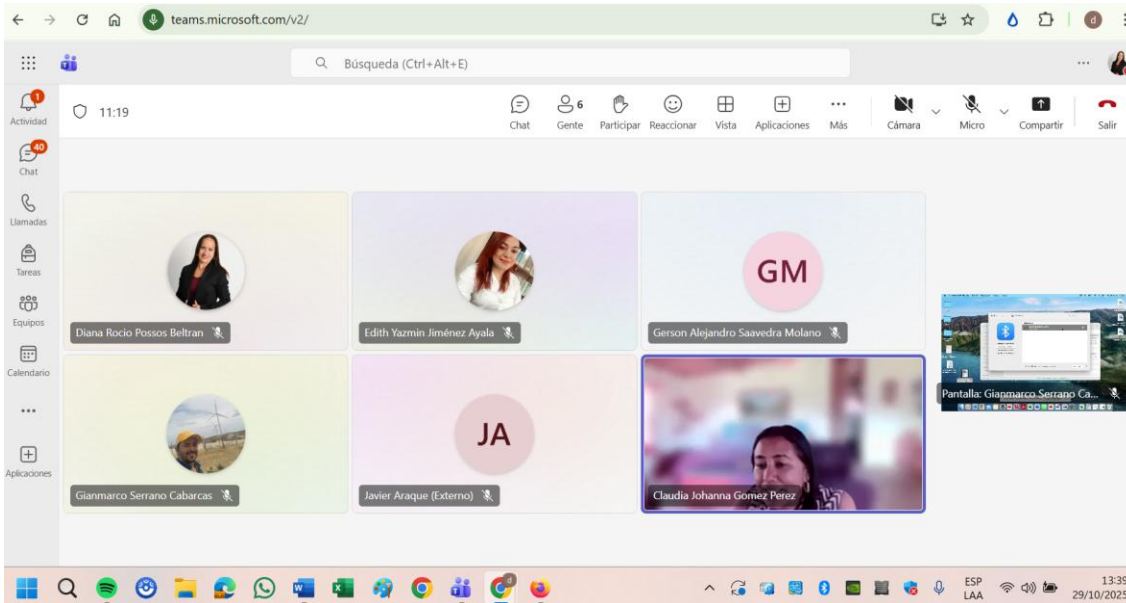 teams.microsoft.com/v2/
d
Búsqueda (Ctrl+Alt+E)
1
Actividad
11:19
6
Chat
Gente
Participar
Reaccionar
Vista
Aplicaciones
Más
Cámara
Micro
Compartir
Salir
40
Chat
Llamadas
Tareas
Equipos
Calendario
Aplicaciones
Diana Rocio Possos Beltran
Edith Yazmin Jiménez Ayala
GM
Gerson Alejandro Saavedra Molano
Pantalla: Gianmarco Serrano Ca...
Gianmarco Serrano Cabarcas
JA
Javier Araque (Externo)
Claudia Johanna Gomez Perez
ESP
LAA
13:39
29/10/2025